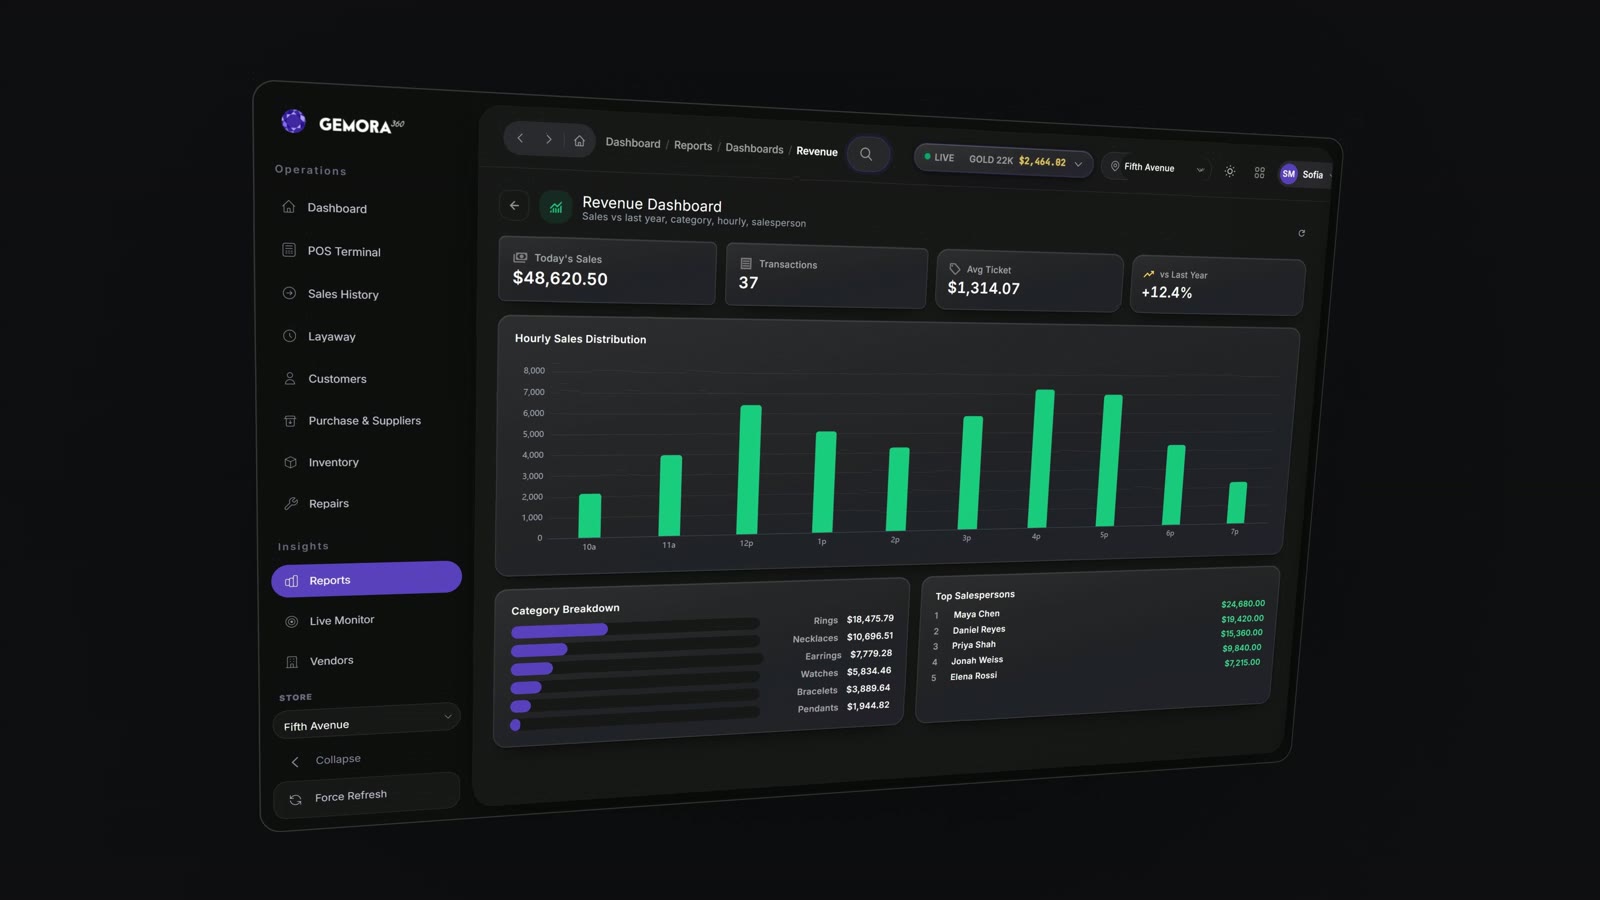 GEMORA 360
Operations
Dashboard
POS Terminal
Sales History
Layaway
Customers
Purchase & Suppliers
Inventory
Repairs
Insights
Reports
Live Monitor
Vendors
STORE
Fifth Avenue
Collapse
Force Refresh
Dashboard / Reports / Dashboards / Revenue
LIVE GOLD 22K $2,464.82
Fifth Avenue
SM Sofia
Revenue Dashboard
Sales vs last year, category, hourly, salesperson
Today's Sales
$48,620.50
Transactions
37
Avg Ticket
$1,314.07
vs Last Year
+12.4%
Hourly Sales Distribution
8,000
7,000
6,000
5,000
4,000
3,000
2,000
1,000
0
10a 11a 12p 1p 2p 3p 4p 5p 6p 7p
Category Breakdown
Rings $18,475.79
Necklaces $10,696.51
Earrings $7,779.28
Watches $5,834.46
Bracelets $3,889.64
Pendants $1,944.82
Top Salespersons
1 Maya Chen $24,680.00
2 Daniel Reyes $19,420.00
3 Priya Shah $15,360.00
4 Jonah Weiss $9,840.00
5 Elena Rossi $7,215.00